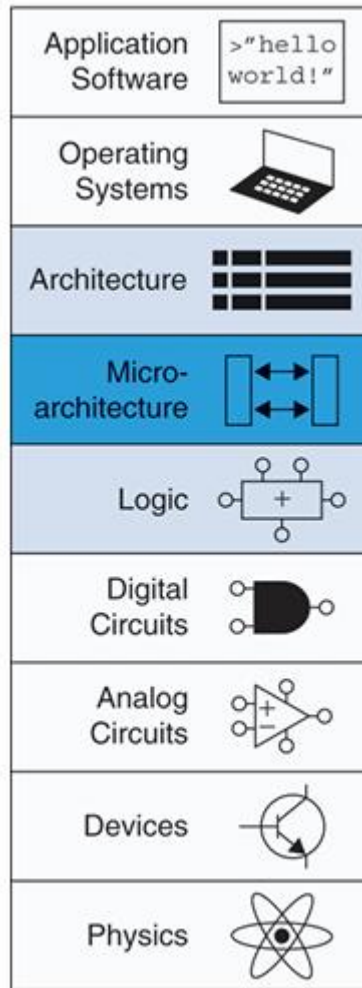 Application
Software
>"hello
world!"
Operating
Systems
Architecture
Micro-
architecture
Logic
+
Digital
Circuits
Analog
Circuits
+
−
Devices
Physics